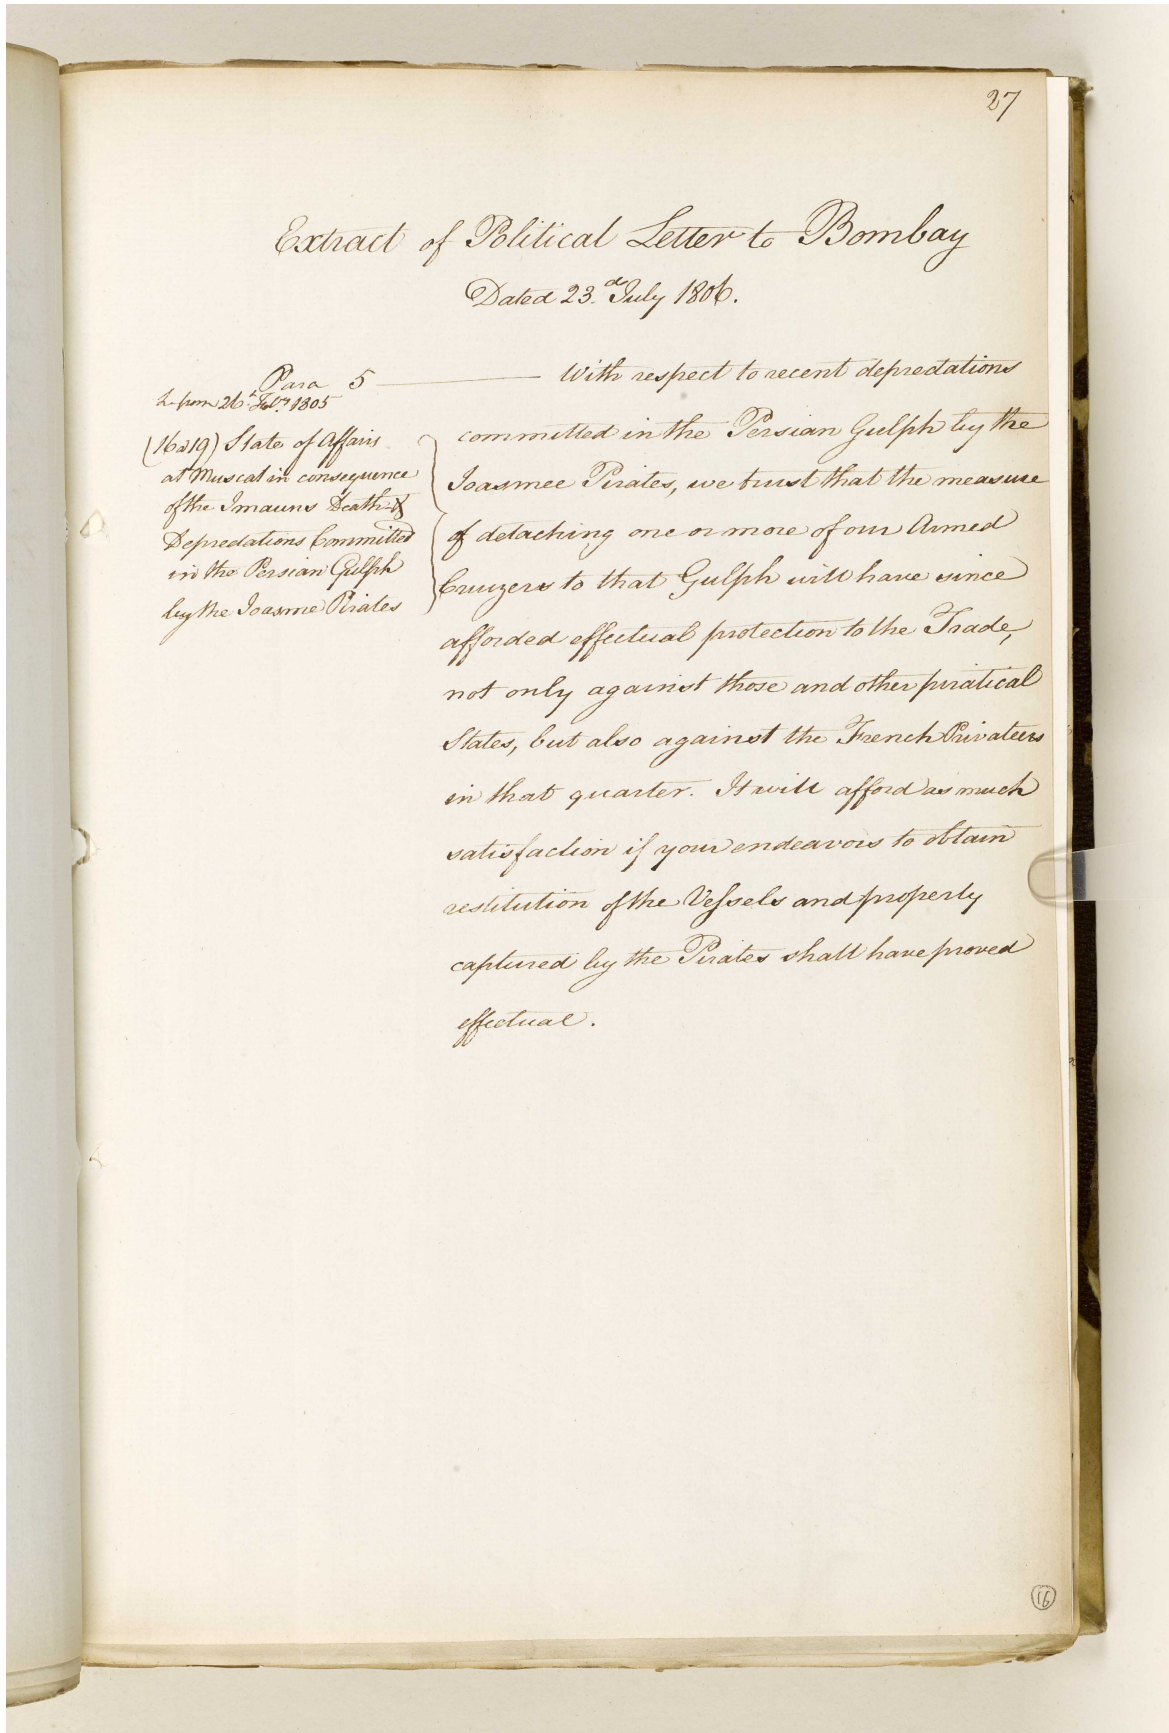 27
Extract of Political Letter to Bombay
Dated 23.d July 1806.
Para 5 ——— With respect to recent depredations
L. from 26th Feby. 1805
(16 a 19) State of Affairs
at Muscat in consequence
of the Imauns Death &
Depredations Committed
in the Persian Gulph
by the Joasme Pirates
committed in the Persian Gulph by the
Joasmee Pirates, we trust that the measure
of detaching one or more of our Armed
Cruizers to that Gulph will have since
afforded effectual protection to the Trade,
not only against those and other piratical
States, but also against the French Privateers
in that quarter. It will afford us much
satisfaction if your endeavors to obtain
restitution of the Vessels and property
captured by the Pirates shall have proved
effectual.
16